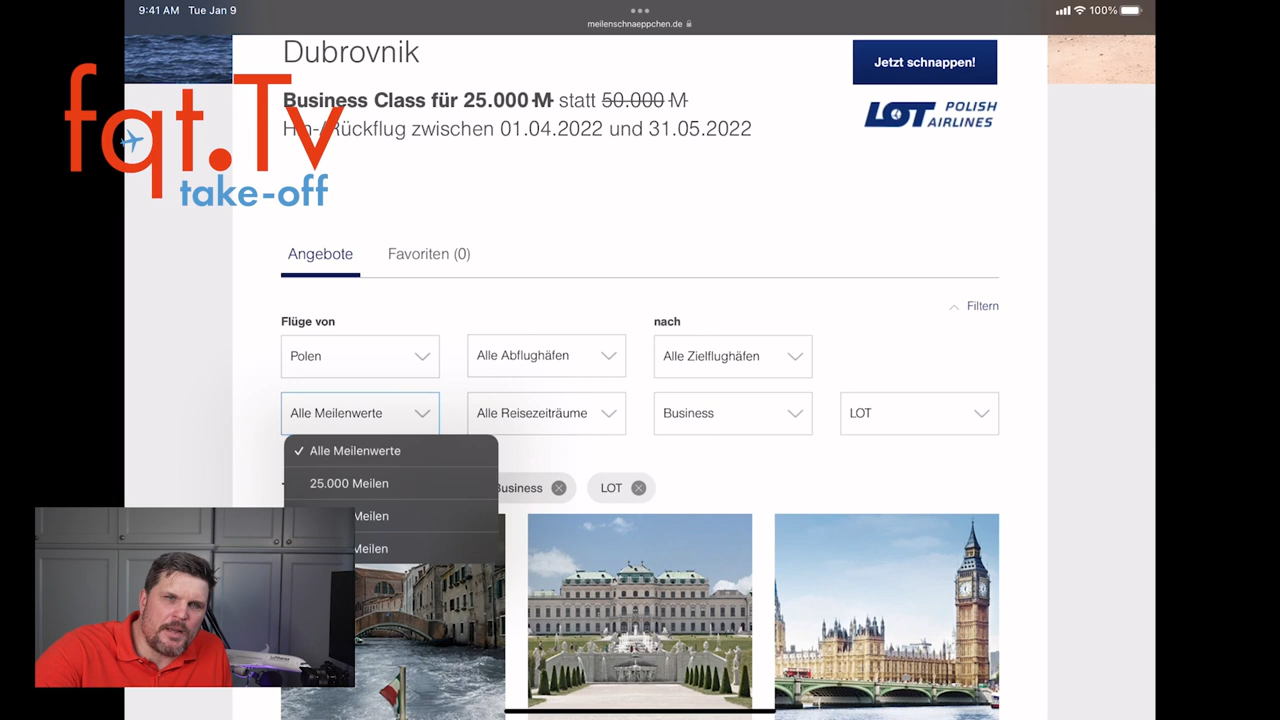 9:41 AM Tue Jan 9
meilenschnaeppchen.de
100%
Dubrovnik
Jetzt schnappen!
Business Class für 25.000 M statt 50.000 M
Hin-/Rückflug zwischen 01.04.2022 und 31.05.2022
LOT POLISH AIRLINES
fqt.Tv
take-off
Angebote
Favoriten (0)
Filtern
Flüge von
nach
Polen
Alle Abflughäfen
Alle Zielflughäfen
Alle Meilenwerte
Alle Reisezeiträume
Business
LOT
✓ Alle Meilenwerte
25.000 Meilen
Meilen
Meilen
Business
LOT